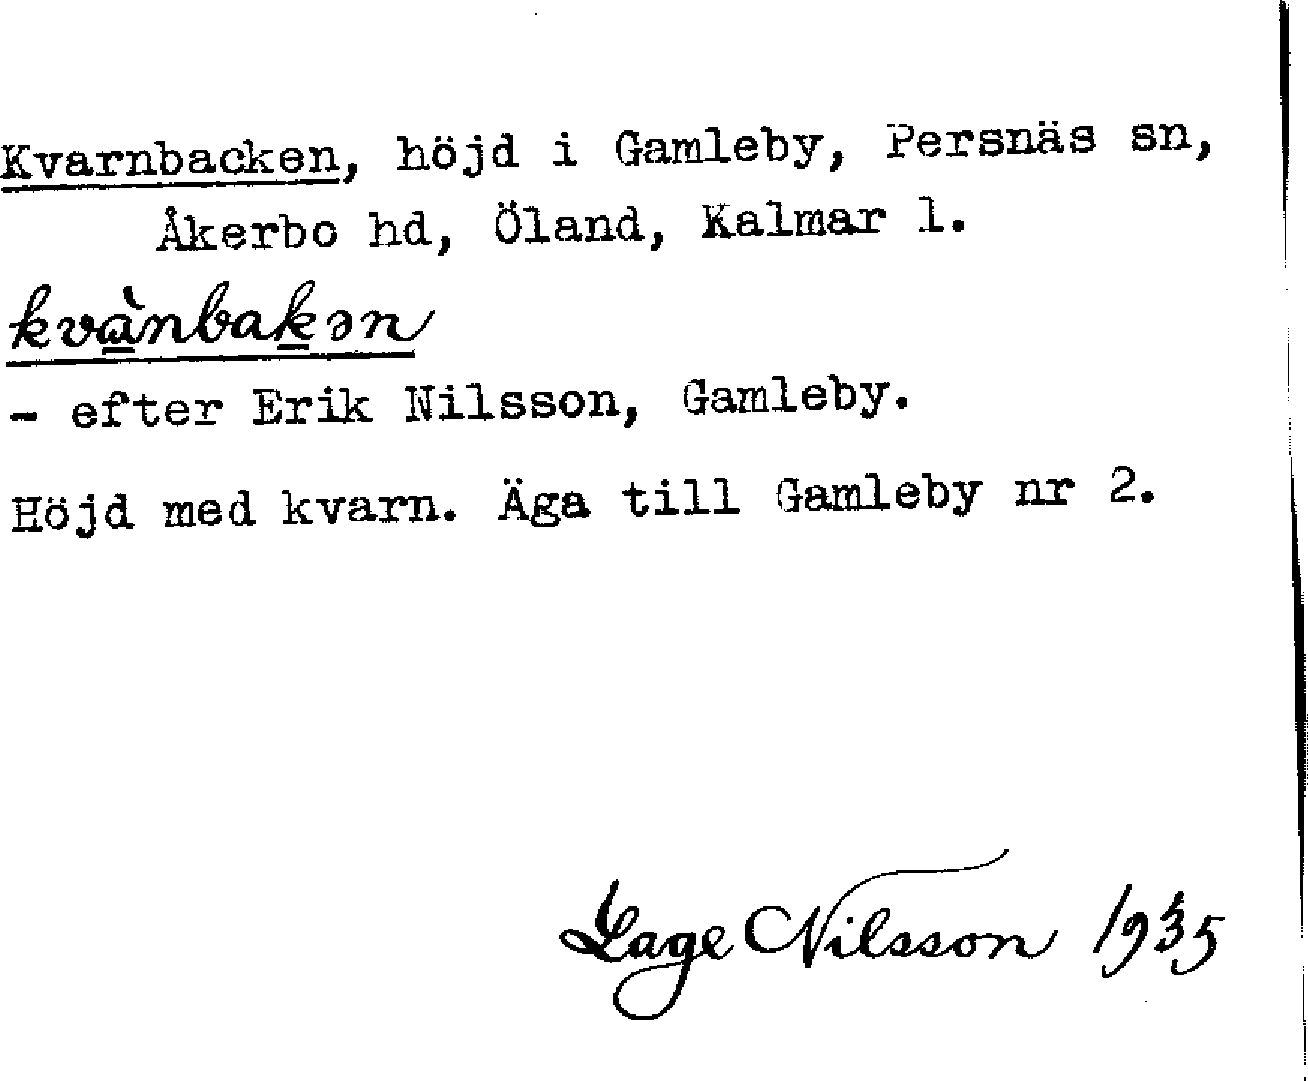 Kvarnbacken, höjd i Gamleby, Persnäs sn,
Åkerbo hd, Öland, Kalmar l.
kvànbakən
- efter Erik Nilsson, Gamleby.
Höjd med kvarn. Äga till Gamleby nr 2.
Lage Nilsson 1935